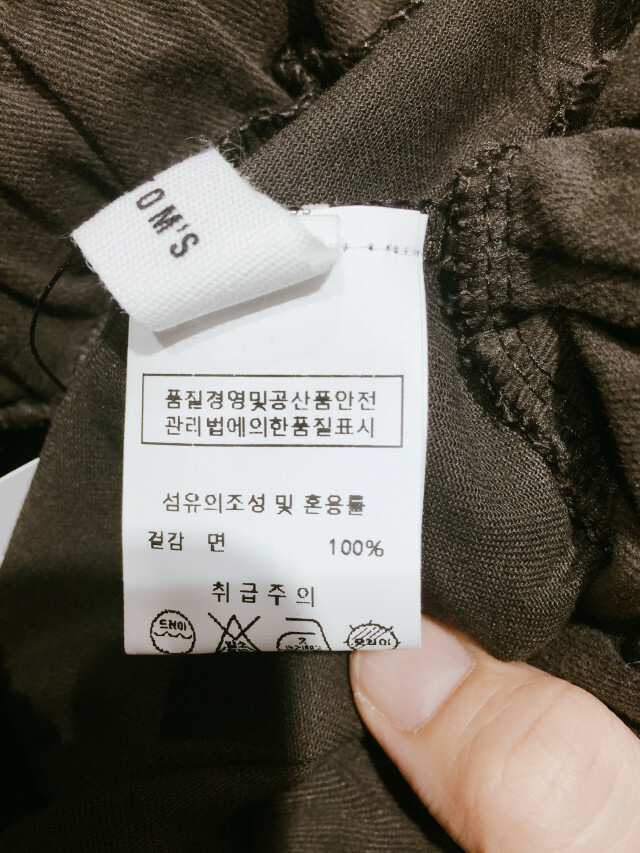 OM'S
품질경영및공산품안전
관리법에의한품질표시
섬유의조성 및 혼용률
겉감 면 100%
취급주의
드라이